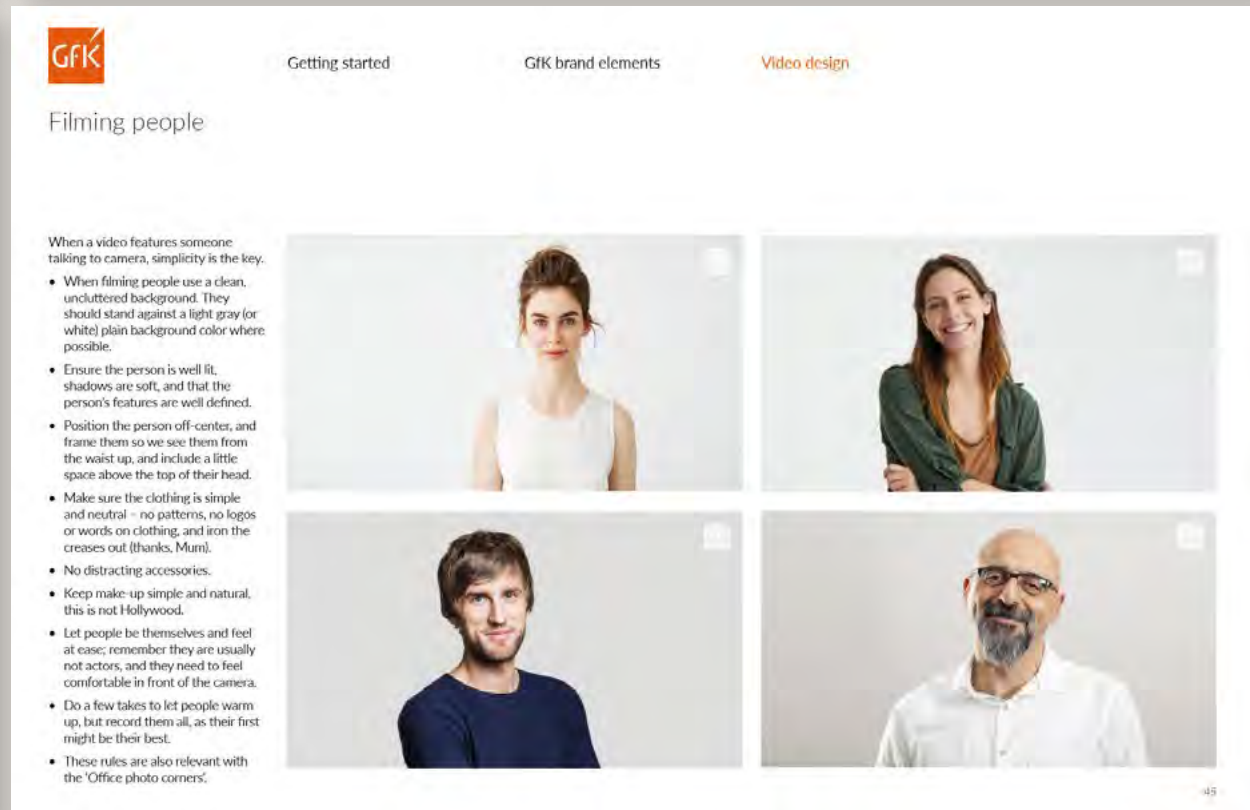 GfK
Getting started
GfK brand elements
Video design
Filming people
When a video features someone
talking to camera, simplicity is the key.
• When filming people use a clean,
uncluttered background. They
should stand against a light gray (or
white) plain background color where
possible.
• Ensure the person is well lit,
shadows are soft, and that the
person's features are well defined.
• Position the person off-center, and
frame them so we see them from
the waist up, and include a little
space above the top of their head.
• Make sure the clothing is simple
and neutral – no patterns, no logos
or words on clothing, and iron the
creases out (thanks, Mum).
• No distracting accessories.
• Keep make-up simple and natural,
this is not Hollywood.
• Let people be themselves and feel
at ease; remember they are usually
not actors, and they need to feel
comfortable in front of the camera.
• Do a few takes to let people warm
up, but record them all, as their first
might be their best.
• These rules are also relevant with
the 'Office photo corners'.
45